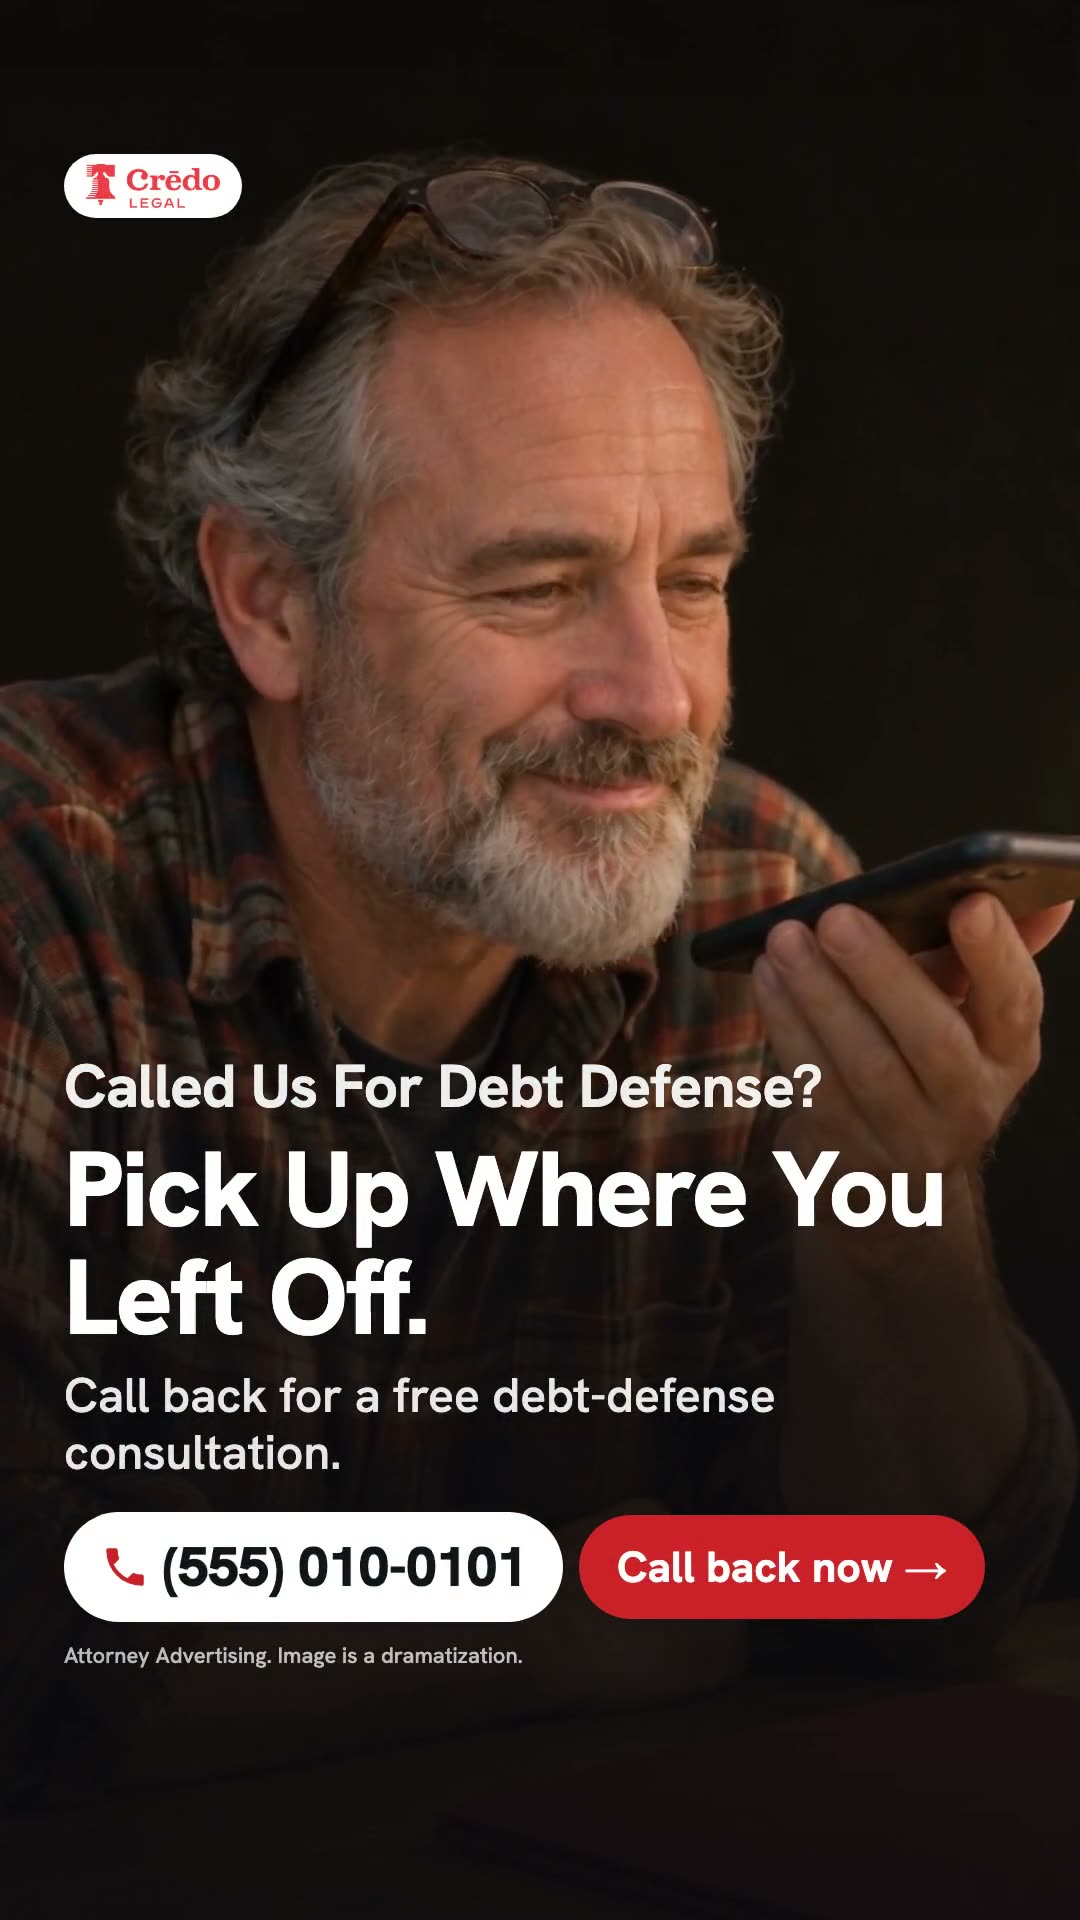 Crēdo
LEGAL
Called Us For Debt Defense?
Pick Up Where You
Left Off.
Call back for a free debt-defense
consultation.
(555) 010-0101
Call back now →
Attorney Advertising. Image is a dramatization.